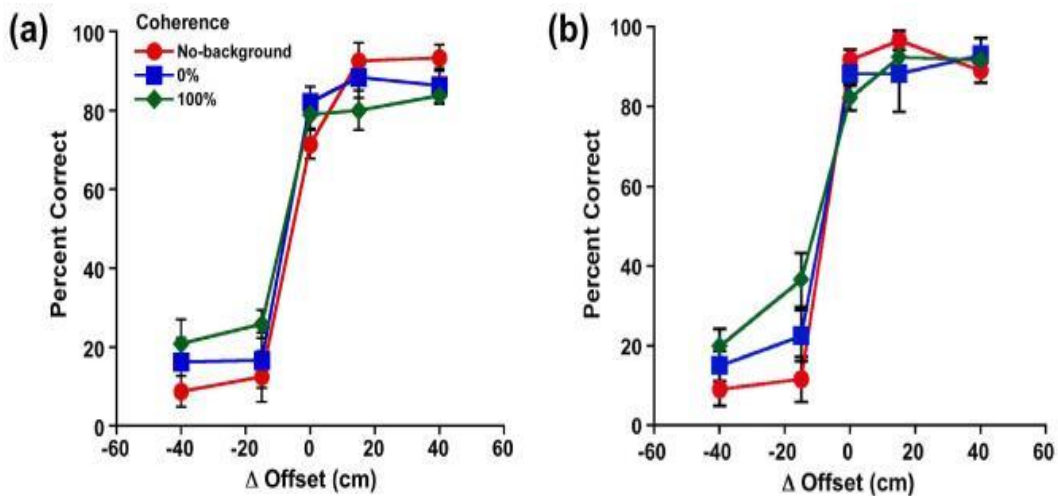 (a)
Coherence
No-background
0%
100%
100
80
60
40
20
0
-60 -40 -20 0 20 40 60
Percent Correct
Δ Offset (cm)
(b)
100
80
60
40
20
0
-60 -40 -20 0 20 40 60
Percent Correct
Δ Offset (cm)